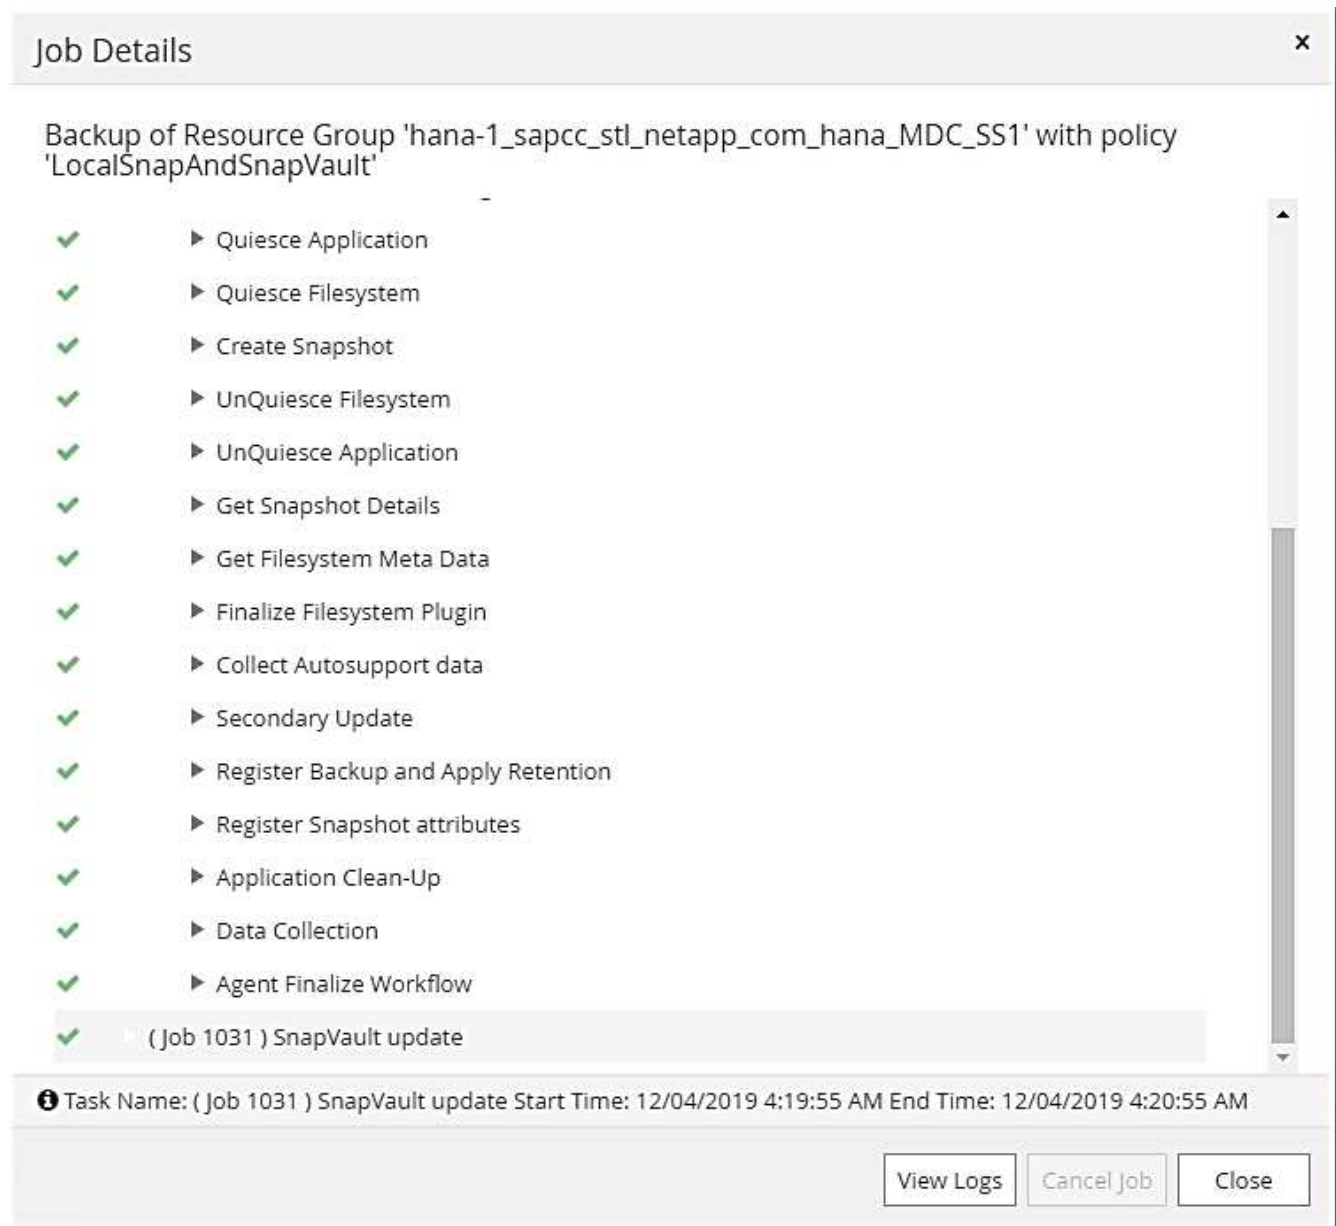 Job Details
Backup of Resource Group 'hana-1_sapcc_stl_netapp_com_hana_MDC_SS1' with policy
'LocalSnapAndSnapVault'
Quiesce Application
Quiesce Filesystem
Create Snapshot
UnQuiesce Filesystem
UnQuiesce Application
Get Snapshot Details
Get Filesystem Meta Data
Finalize Filesystem Plugin
Collect Autosupport data
Secondary Update
Register Backup and Apply Retention
Register Snapshot attributes
Application Clean-Up
Data Collection
Agent Finalize Workflow
( Job 1031 ) SnapVault update
Task Name: ( Job 1031 ) SnapVault update Start Time: 12/04/2019 4:19:55 AM End Time: 12/04/2019 4:20:55 AM
View Logs Cancel Job Close